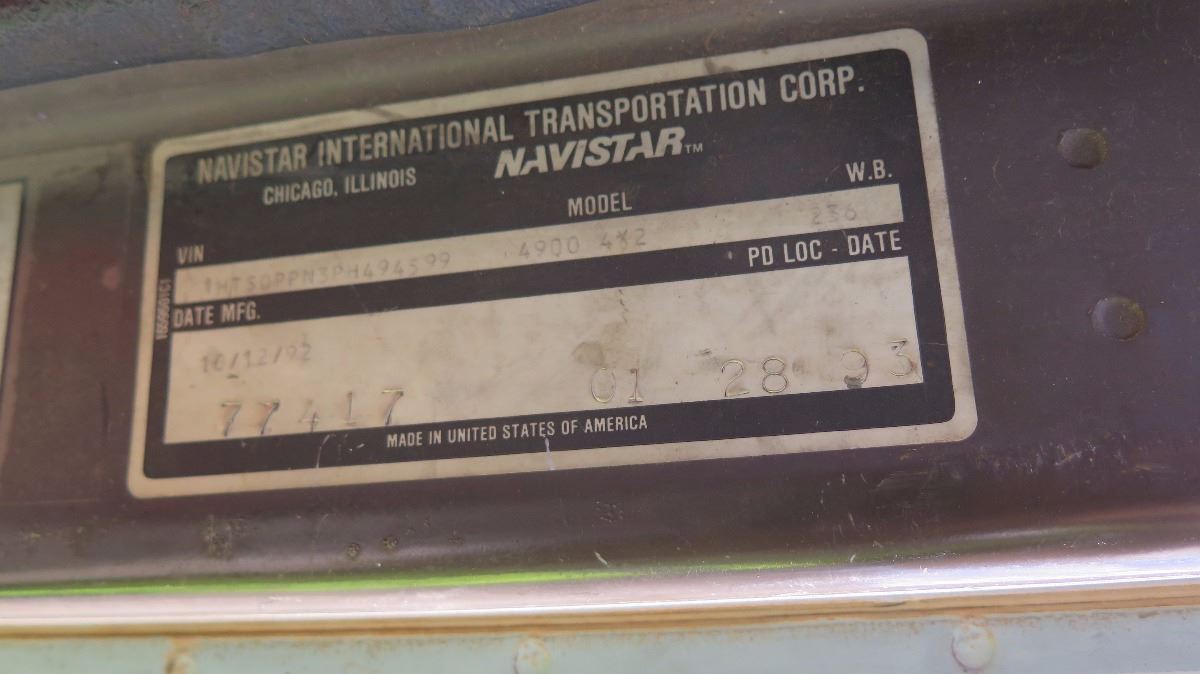 NAVISTAR INTERNATIONAL TRANSPORTATION CORP.
CHICAGO, ILLINOIS NAVISTAR™
VIN MODEL W.B.
1HTSDPPN3PH494599 4900 4X2 236
DATE MFG. PD LOC - DATE
10/12/92
77417 01 28 93
MADE IN UNITED STATES OF AMERICA